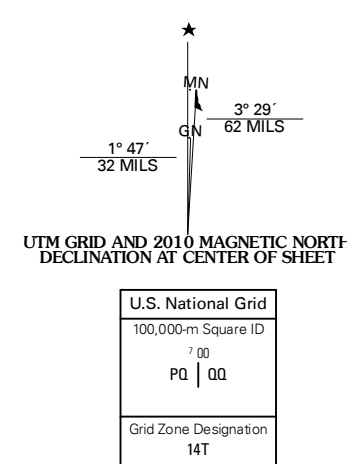 ★
MN
3° 29´
62 MILS
GN
1° 47´
32 MILS
UTM GRID AND 2010 MAGNETIC NORTH
DECLINATION AT CENTER OF SHEET
U.S. National Grid
100,000-m Square ID
7 00
PQ | QQ
Grid Zone Designation
14T